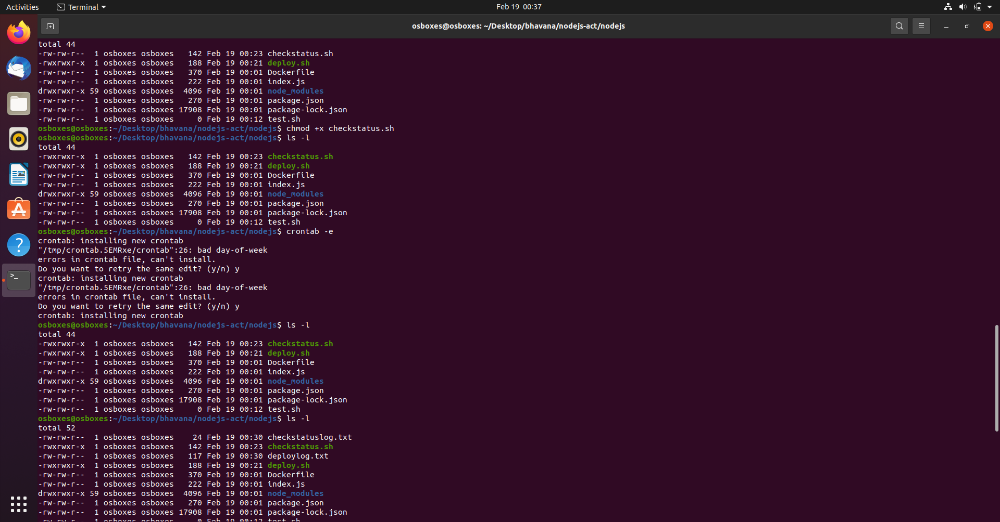 Activities
Terminal
Feb 19 00:37
osboxes@osboxes: ~/Desktop/bhavana/nodejs-act/nodejs
total 44
-rw-rw-r--  1 osboxes osboxes   142 Feb 19 00:23 checkstatus.sh
-rwxrwxr-x  1 osboxes osboxes   188 Feb 19 00:21 deploy.sh
-rw-rw-r--  1 osboxes osboxes   370 Feb 19 00:01 Dockerfile
-rw-rw-r--  1 osboxes osboxes   222 Feb 19 00:01 index.js
drwxrwxr-x 59 osboxes osboxes  4096 Feb 19 00:01 node_modules
-rw-rw-r--  1 osboxes osboxes   270 Feb 19 00:01 package.json
-rw-rw-r--  1 osboxes osboxes 17908 Feb 19 00:01 package-lock.json
-rw-rw-r--  1 osboxes osboxes     0 Feb 19 00:12 test.sh
osboxes@osboxes:~/Desktop/bhavana/nodejs-act/nodejs$ chmod +x checkstatus.sh
osboxes@osboxes:~/Desktop/bhavana/nodejs-act/nodejs$ ls -l
total 44
-rwxrwxr-x  1 osboxes osboxes   142 Feb 19 00:23 checkstatus.sh
-rwxrwxr-x  1 osboxes osboxes   188 Feb 19 00:21 deploy.sh
-rw-rw-r--  1 osboxes osboxes   370 Feb 19 00:01 Dockerfile
-rw-rw-r--  1 osboxes osboxes   222 Feb 19 00:01 index.js
drwxrwxr-x 59 osboxes osboxes  4096 Feb 19 00:01 node_modules
-rw-rw-r--  1 osboxes osboxes   270 Feb 19 00:01 package.json
-rw-rw-r--  1 osboxes osboxes 17908 Feb 19 00:01 package-lock.json
-rw-rw-r--  1 osboxes osboxes     0 Feb 19 00:12 test.sh
osboxes@osboxes:~/Desktop/bhavana/nodejs-act/nodejs$ crontab -e
crontab: installing new crontab
"/tmp/crontab.5EMRxe/crontab":26: bad day-of-week
errors in crontab file, can't install.
Do you want to retry the same edit? (y/n) y
crontab: installing new crontab
"/tmp/crontab.5EMRxe/crontab":26: bad day-of-week
errors in crontab file, can't install.
Do you want to retry the same edit? (y/n) y
crontab: installing new crontab
osboxes@osboxes:~/Desktop/bhavana/nodejs-act/nodejs$ ls -l
total 44
-rwxrwxr-x  1 osboxes osboxes   142 Feb 19 00:23 checkstatus.sh
-rwxrwxr-x  1 osboxes osboxes   188 Feb 19 00:21 deploy.sh
-rw-rw-r--  1 osboxes osboxes   370 Feb 19 00:01 Dockerfile
-rw-rw-r--  1 osboxes osboxes   222 Feb 19 00:01 index.js
drwxrwxr-x 59 osboxes osboxes  4096 Feb 19 00:01 node_modules
-rw-rw-r--  1 osboxes osboxes   270 Feb 19 00:01 package.json
-rw-rw-r--  1 osboxes osboxes 17908 Feb 19 00:01 package-lock.json
-rw-rw-r--  1 osboxes osboxes     0 Feb 19 00:12 test.sh
osboxes@osboxes:~/Desktop/bhavana/nodejs-act/nodejs$ ls -l
total 52
-rw-rw-r--  1 osboxes osboxes    24 Feb 19 00:30 checkstatuslog.txt
-rwxrwxr-x  1 osboxes osboxes   142 Feb 19 00:23 checkstatus.sh
-rw-rw-r--  1 osboxes osboxes   117 Feb 19 00:30 deploylog.txt
-rwxrwxr-x  1 osboxes osboxes   188 Feb 19 00:21 deploy.sh
-rw-rw-r--  1 osboxes osboxes   370 Feb 19 00:01 Dockerfile
-rw-rw-r--  1 osboxes osboxes   222 Feb 19 00:01 index.js
drwxrwxr-x 59 osboxes osboxes  4096 Feb 19 00:01 node_modules
-rw-rw-r--  1 osboxes osboxes   270 Feb 19 00:01 package.json
-rw-rw-r--  1 osboxes osboxes 17908 Feb 19 00:01 package-lock.json
-rw-rw-r--  1 osboxes osboxes     0 Feb 19 00:12 test.sh